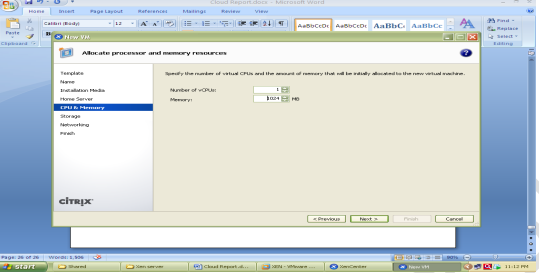 Cloud Report.docx - Microsoft Word
Home Insert Page Layout References Mailings Review View
Calibri (Body) 12
Paste
B
AaBbCcDc AaBbCcDc AaBbC AaBbCc
Find
Replace
Select
Clipboard
Editing
New VM
Allocate processor and memory resources
Template
Name
Installation Media
Home Server
CPU & Memory
Storage
Networking
Finish
Specify the number of virtual CPUs and the amount of memory that will be initially allocated to the new virtual machine.
Number of vCPUs: 1
Memory: 1024 MB
CITRIX
< Previous Next > Finish Cancel
Page: 26 of 26 Words: 1,506
start Shared Xen server Cloud Report.d... XEN - VMware ... XenCenter New VM 11:12 PM